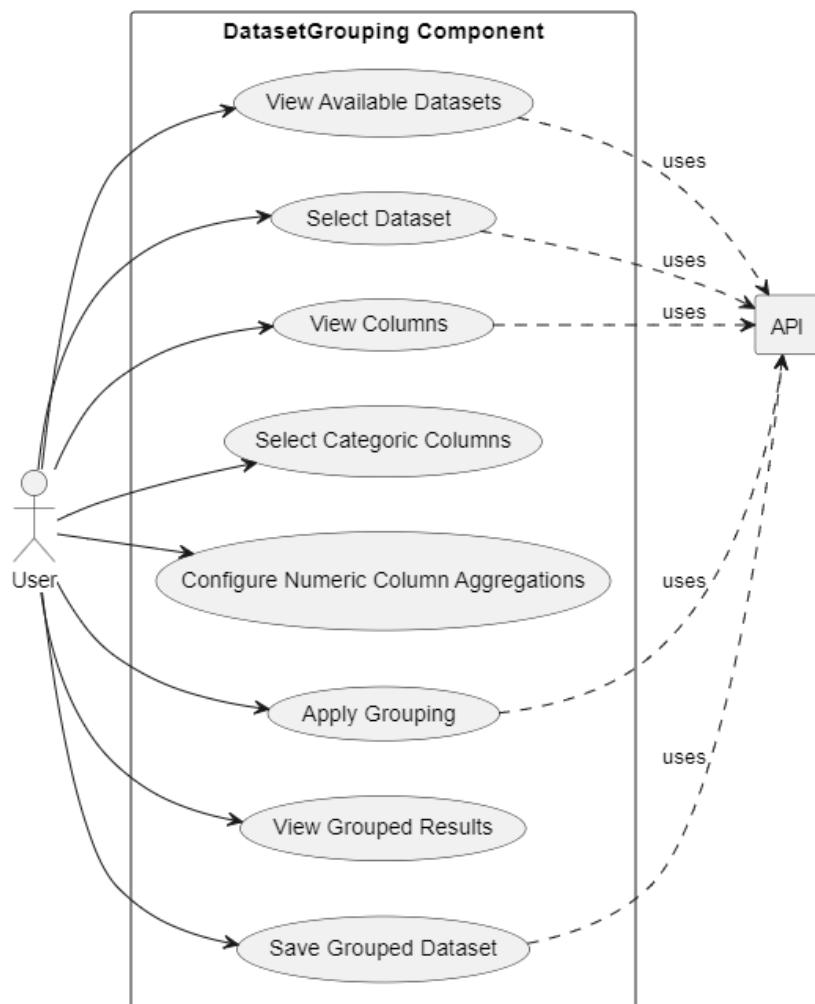 DatasetGrouping Component
View Available Datasets
uses
Select Dataset
uses
View Columns
uses
API
Select Categoric Columns
User
Configure Numeric Column Aggregations
uses
Apply Grouping
uses
View Grouped Results
Save Grouped Dataset